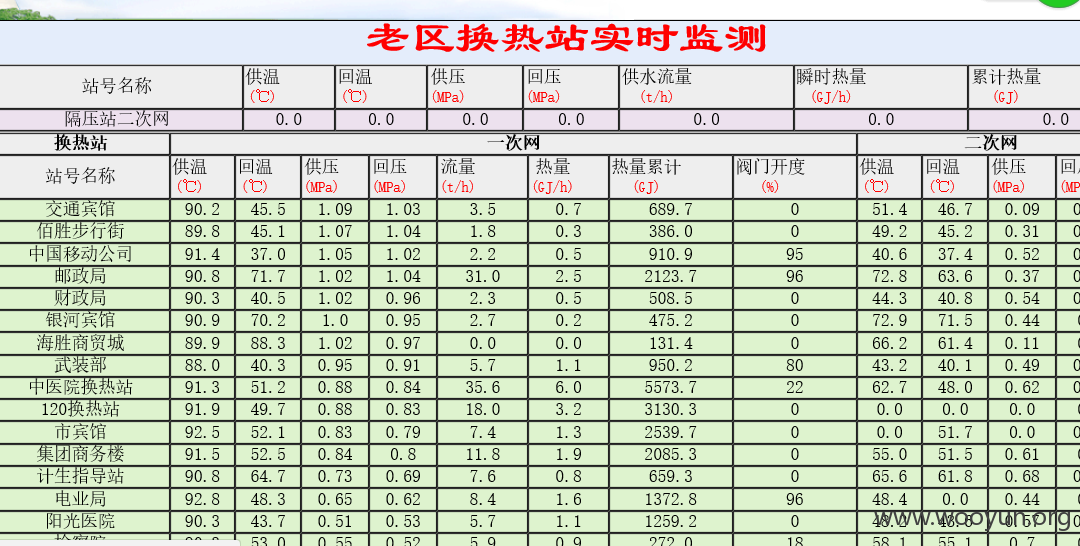 老区换热站实时监测
站号名称 供温 (℃) 回温 (℃) 供压 (MPa) 回压 (MPa) 供水流量 (t/h) 瞬时热量 (GJ/h) 累计热量 (GJ)
隔压站二次网 0.0 0.0 0.0 0.0 0.0 0.0 0.0
换热站 一次网 二次网
站号名称 供温 (℃) 回温 (℃) 供压 (MPa) 回压 (MPa) 流量 (t/h) 热量 (GJ/h) 热量累计 (GJ) 阀门开度 (%) 供温 (℃) 回温 (℃) 供压 (MPa)
交通宾馆 90.2 45.5 1.09 1.03 3.5 0.7 689.7 0 51.4 46.7 0.09
佰胜步行街 89.8 45.1 1.07 1.04 1.8 0.3 386.0 0 49.2 45.2 0.31
中国移动公司 91.4 37.0 1.05 1.02 2.2 0.5 910.9 95 40.6 37.4 0.52
邮政局 90.8 71.7 1.02 1.04 31.0 2.5 2123.7 96 72.8 63.6 0.37
财政局 90.3 40.5 1.02 0.96 2.3 0.5 508.5 0 44.3 40.8 0.54
银河宾馆 90.9 70.2 1.0 0.95 2.7 0.2 475.2 0 72.9 71.5 0.44
海胜商贸城 89.9 88.3 1.02 0.97 0.0 0.0 131.4 0 66.2 61.4 0.11
武装部 88.0 40.3 0.95 0.91 5.7 1.1 950.2 80 43.2 40.1 0.49
中医院换热站 91.3 51.2 0.88 0.84 35.6 6.0 5573.7 22 62.7 48.0 0.62
120换热站 91.9 49.7 0.88 0.83 18.0 3.2 3130.3 0 0.0 0.0 0.0
市宾馆 92.5 52.1 0.83 0.79 7.4 1.3 2539.7 0 0.0 51.7 0.0
集团商务楼 91.5 52.5 0.84 0.8 11.8 1.9 2085.3 0 55.0 51.5 0.61
计生指导站 90.8 64.7 0.73 0.69 7.6 0.8 659.3 0 65.6 61.8 0.68
电业局 92.8 48.3 0.65 0.62 8.4 1.6 1372.8 96 48.4 0.0 0.44
阳光医院 90.3 43.7 0.51 0.53 5.7 1.1 1259.2 0
www.wooyun.org
53.0 0.55 0.52 5.9 0.9 272.0 18 58.1 55.1 0.7